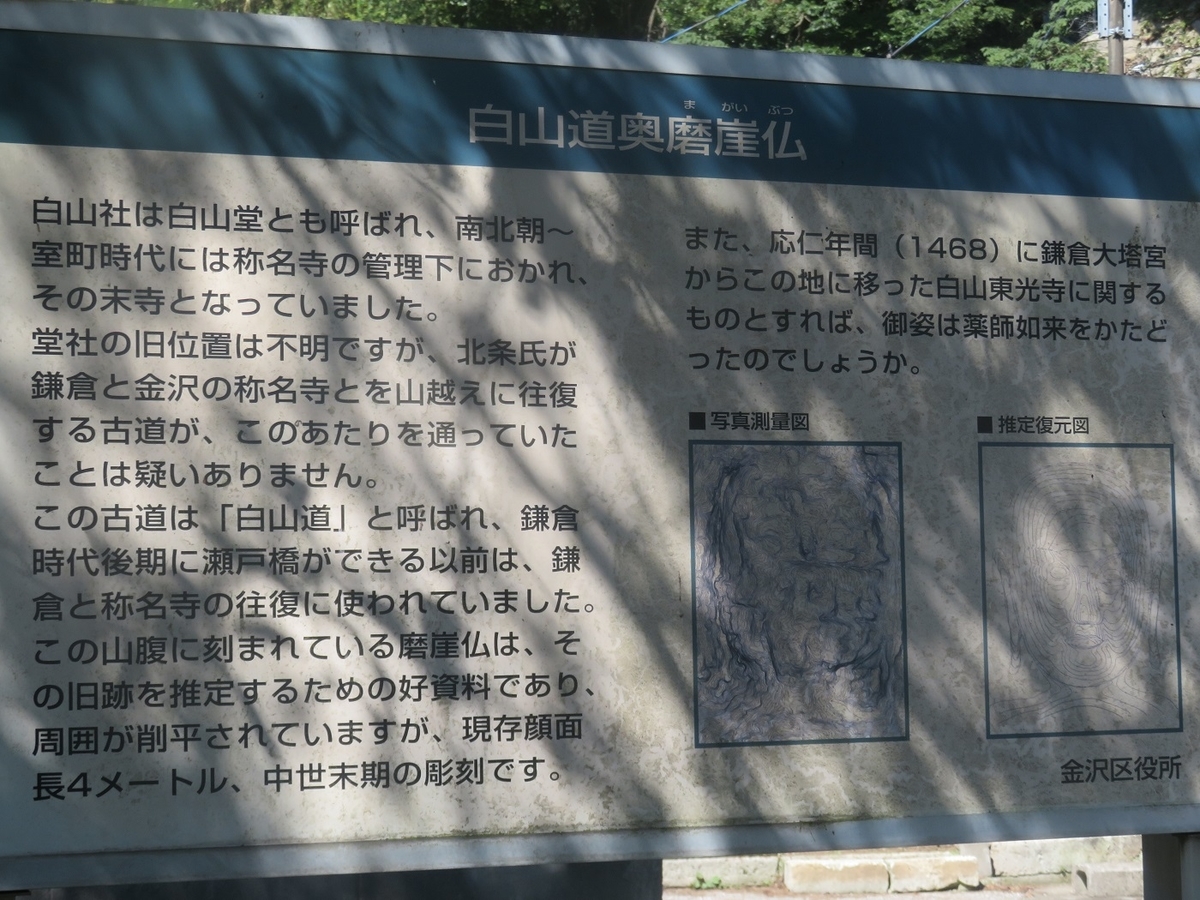 ま がい ぶつ
白山道奥磨崖仏
白山社は白山堂とも呼ばれ、南北朝～
室町時代には称名寺の管理下におかれ、
その末寺となっていました。
堂社の旧位置は不明ですが、北条氏が
鎌倉と金沢の称名寺とを山越えに往復
する古道が、このあたりを通っていた
ことは疑いありません。
この古道は「白山道」と呼ばれ、鎌倉
時代後期に瀬戸橋ができる以前は、鎌
倉と称名寺の往復に使われていました。
この山腹に刻まれている磨崖仏は、そ
の旧跡を推定するための好資料であり、
周囲が削平されていますが、現存顔面
長4メートル、中世末期の彫刻です。
また、応仁年間（1468）に鎌倉大塔宮
からこの地に移った白山東光寺に関する
ものとすれば、御姿は薬師如来をかたど
ったのでしょうか。
■写真測量図
■推定復元図
金沢区役所